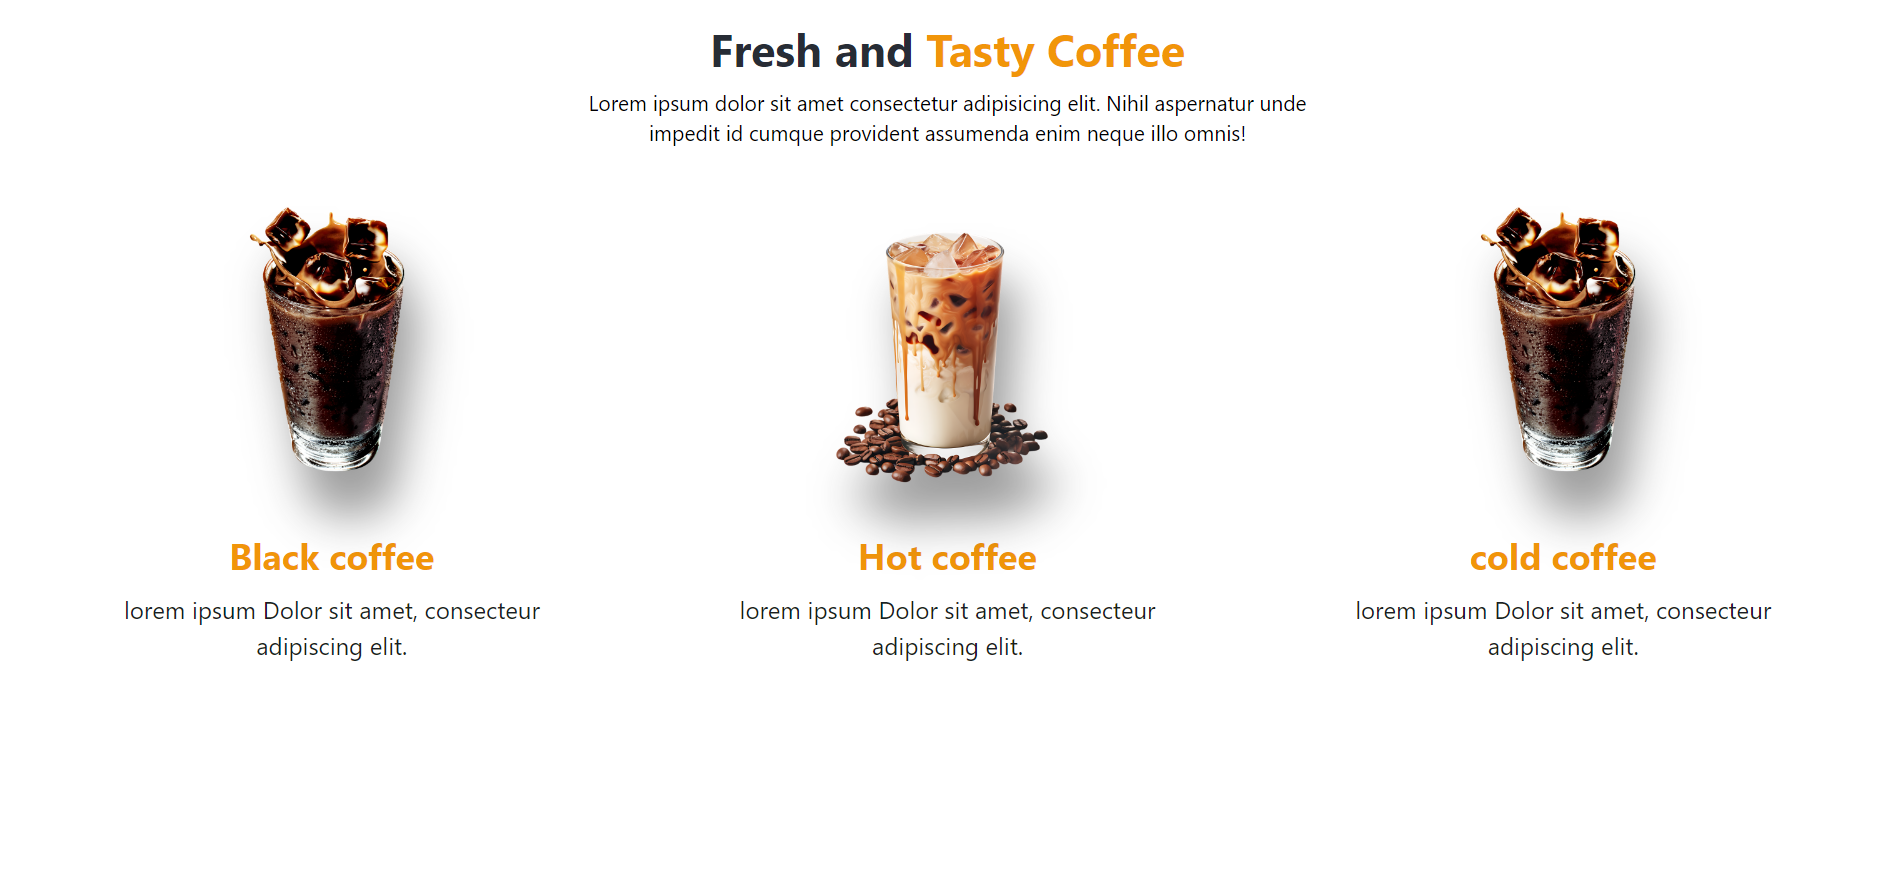 Fresh and Tasty Coffee
Lorem ipsum dolor sit amet consectetur adipisicing elit. Nihil aspernatur unde
impedit id cumque provident assumenda enim neque illo omnis!
Black coffee
lorem ipsum Dolor sit amet, consecteur
adipiscing elit.
Hot coffee
lorem ipsum Dolor sit amet, consecteur
adipiscing elit.
cold coffee
lorem ipsum Dolor sit amet, consecteur
adipiscing elit.